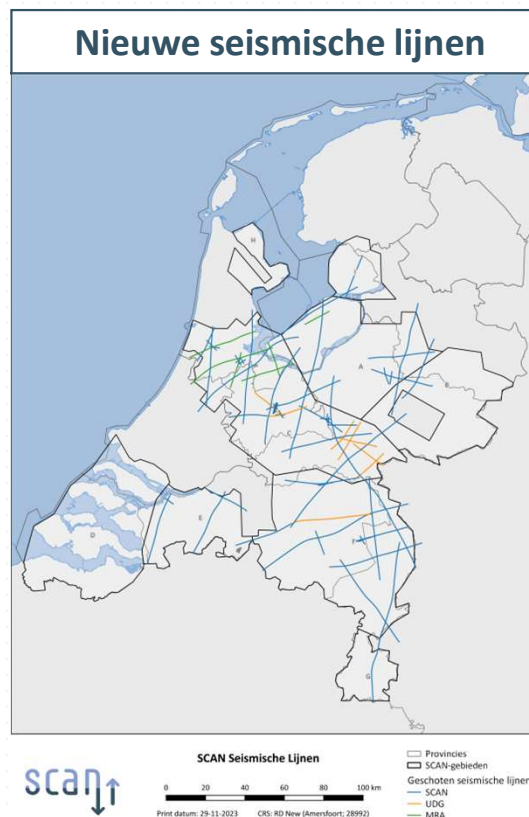 Nieuwe seismische lijnen
H
A
B
C
D
E
F
G
scan
SCAN Seismische Lijnen
0 20 40 60 80 100 km
Print datum: 29-11-2023 CRS: RD New (Amersfoort; 28992)
Provincies
SCAN-gebieden
Geschoten seismische lijnen
SCAN
UDG
MRA